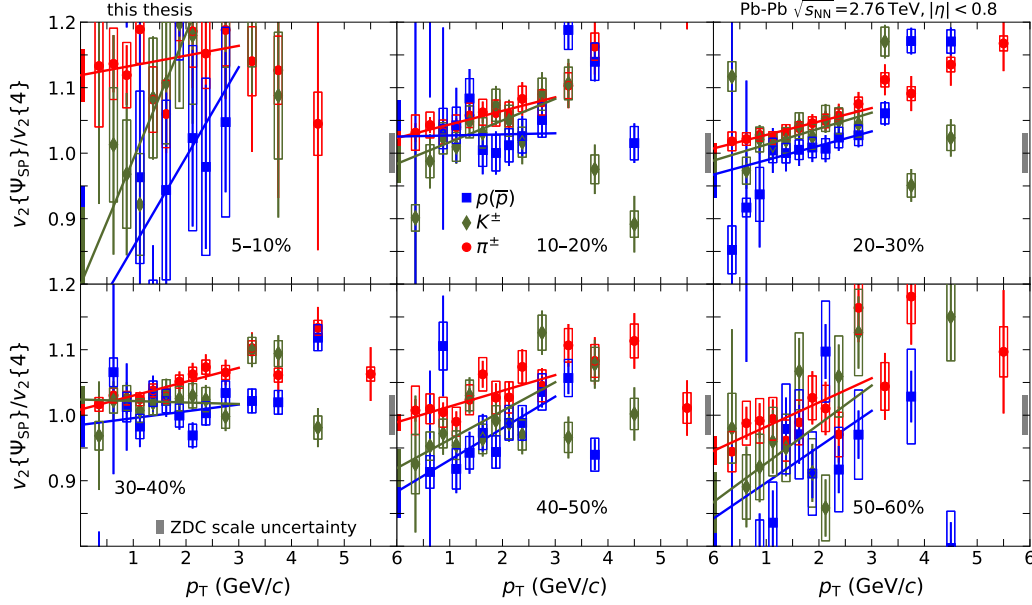 this thesis
Pb-Pb √sNN = 2.76 TeV, |η| < 0.8
v2{ΨSP}/v2{4}
1.2
1.1
1.0
0.9
5–10%
p(p̅)
K±
π±
10–20%
20–30%
v2{ΨSP}/v2{4}
1.2
1.1
1.0
0.9
30–40%
ZDC scale uncertainty
40–50%
50–60%
0 1 2 3 4 5 6 1 2 3 4 5 6 1 2 3 4 5 6
pT (GeV/c)
pT (GeV/c)
pT (GeV/c)